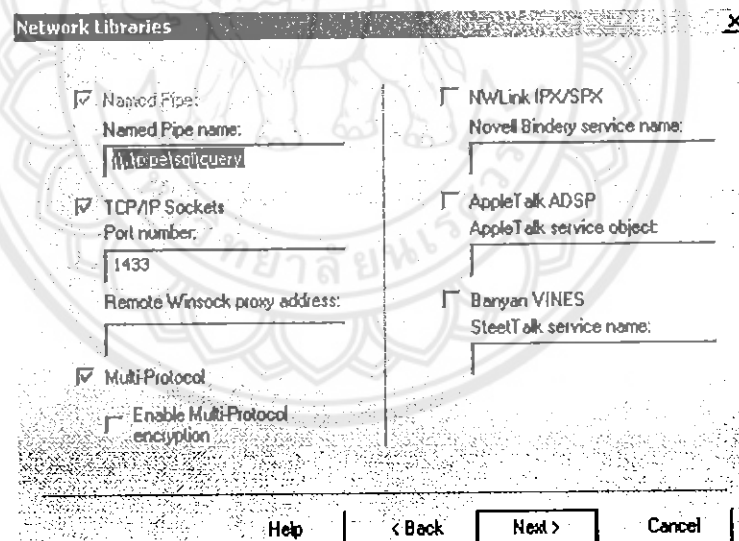 Network Libraries
Named Pipe:
Named Pipe name:
\\.\pipe\sql\query
TCP/IP Sockets
Port number:
1433
Remote Winsock proxy address:
Multi-Protocol
Enable Multi-Protocol
encryption
NWLink IPX/SPX
Novell Bindery service name:
AppleTalk ADSP
AppleTalk service object:
Banyan VINES
SteetTalk service name:
Help
< Back
Next >
Cancel